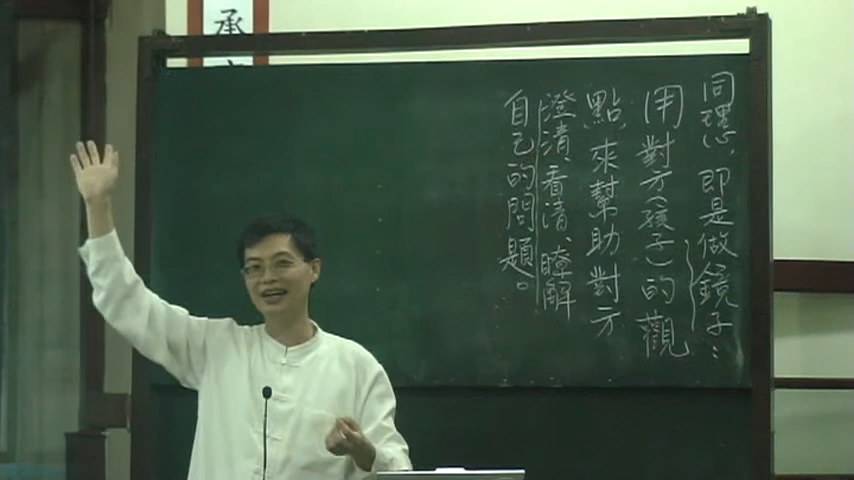 同理心，即是做鏡子：
用對方（孩子）的觀
點，來幫助對方
澄清、看清、瞭解
自己的問題。
承